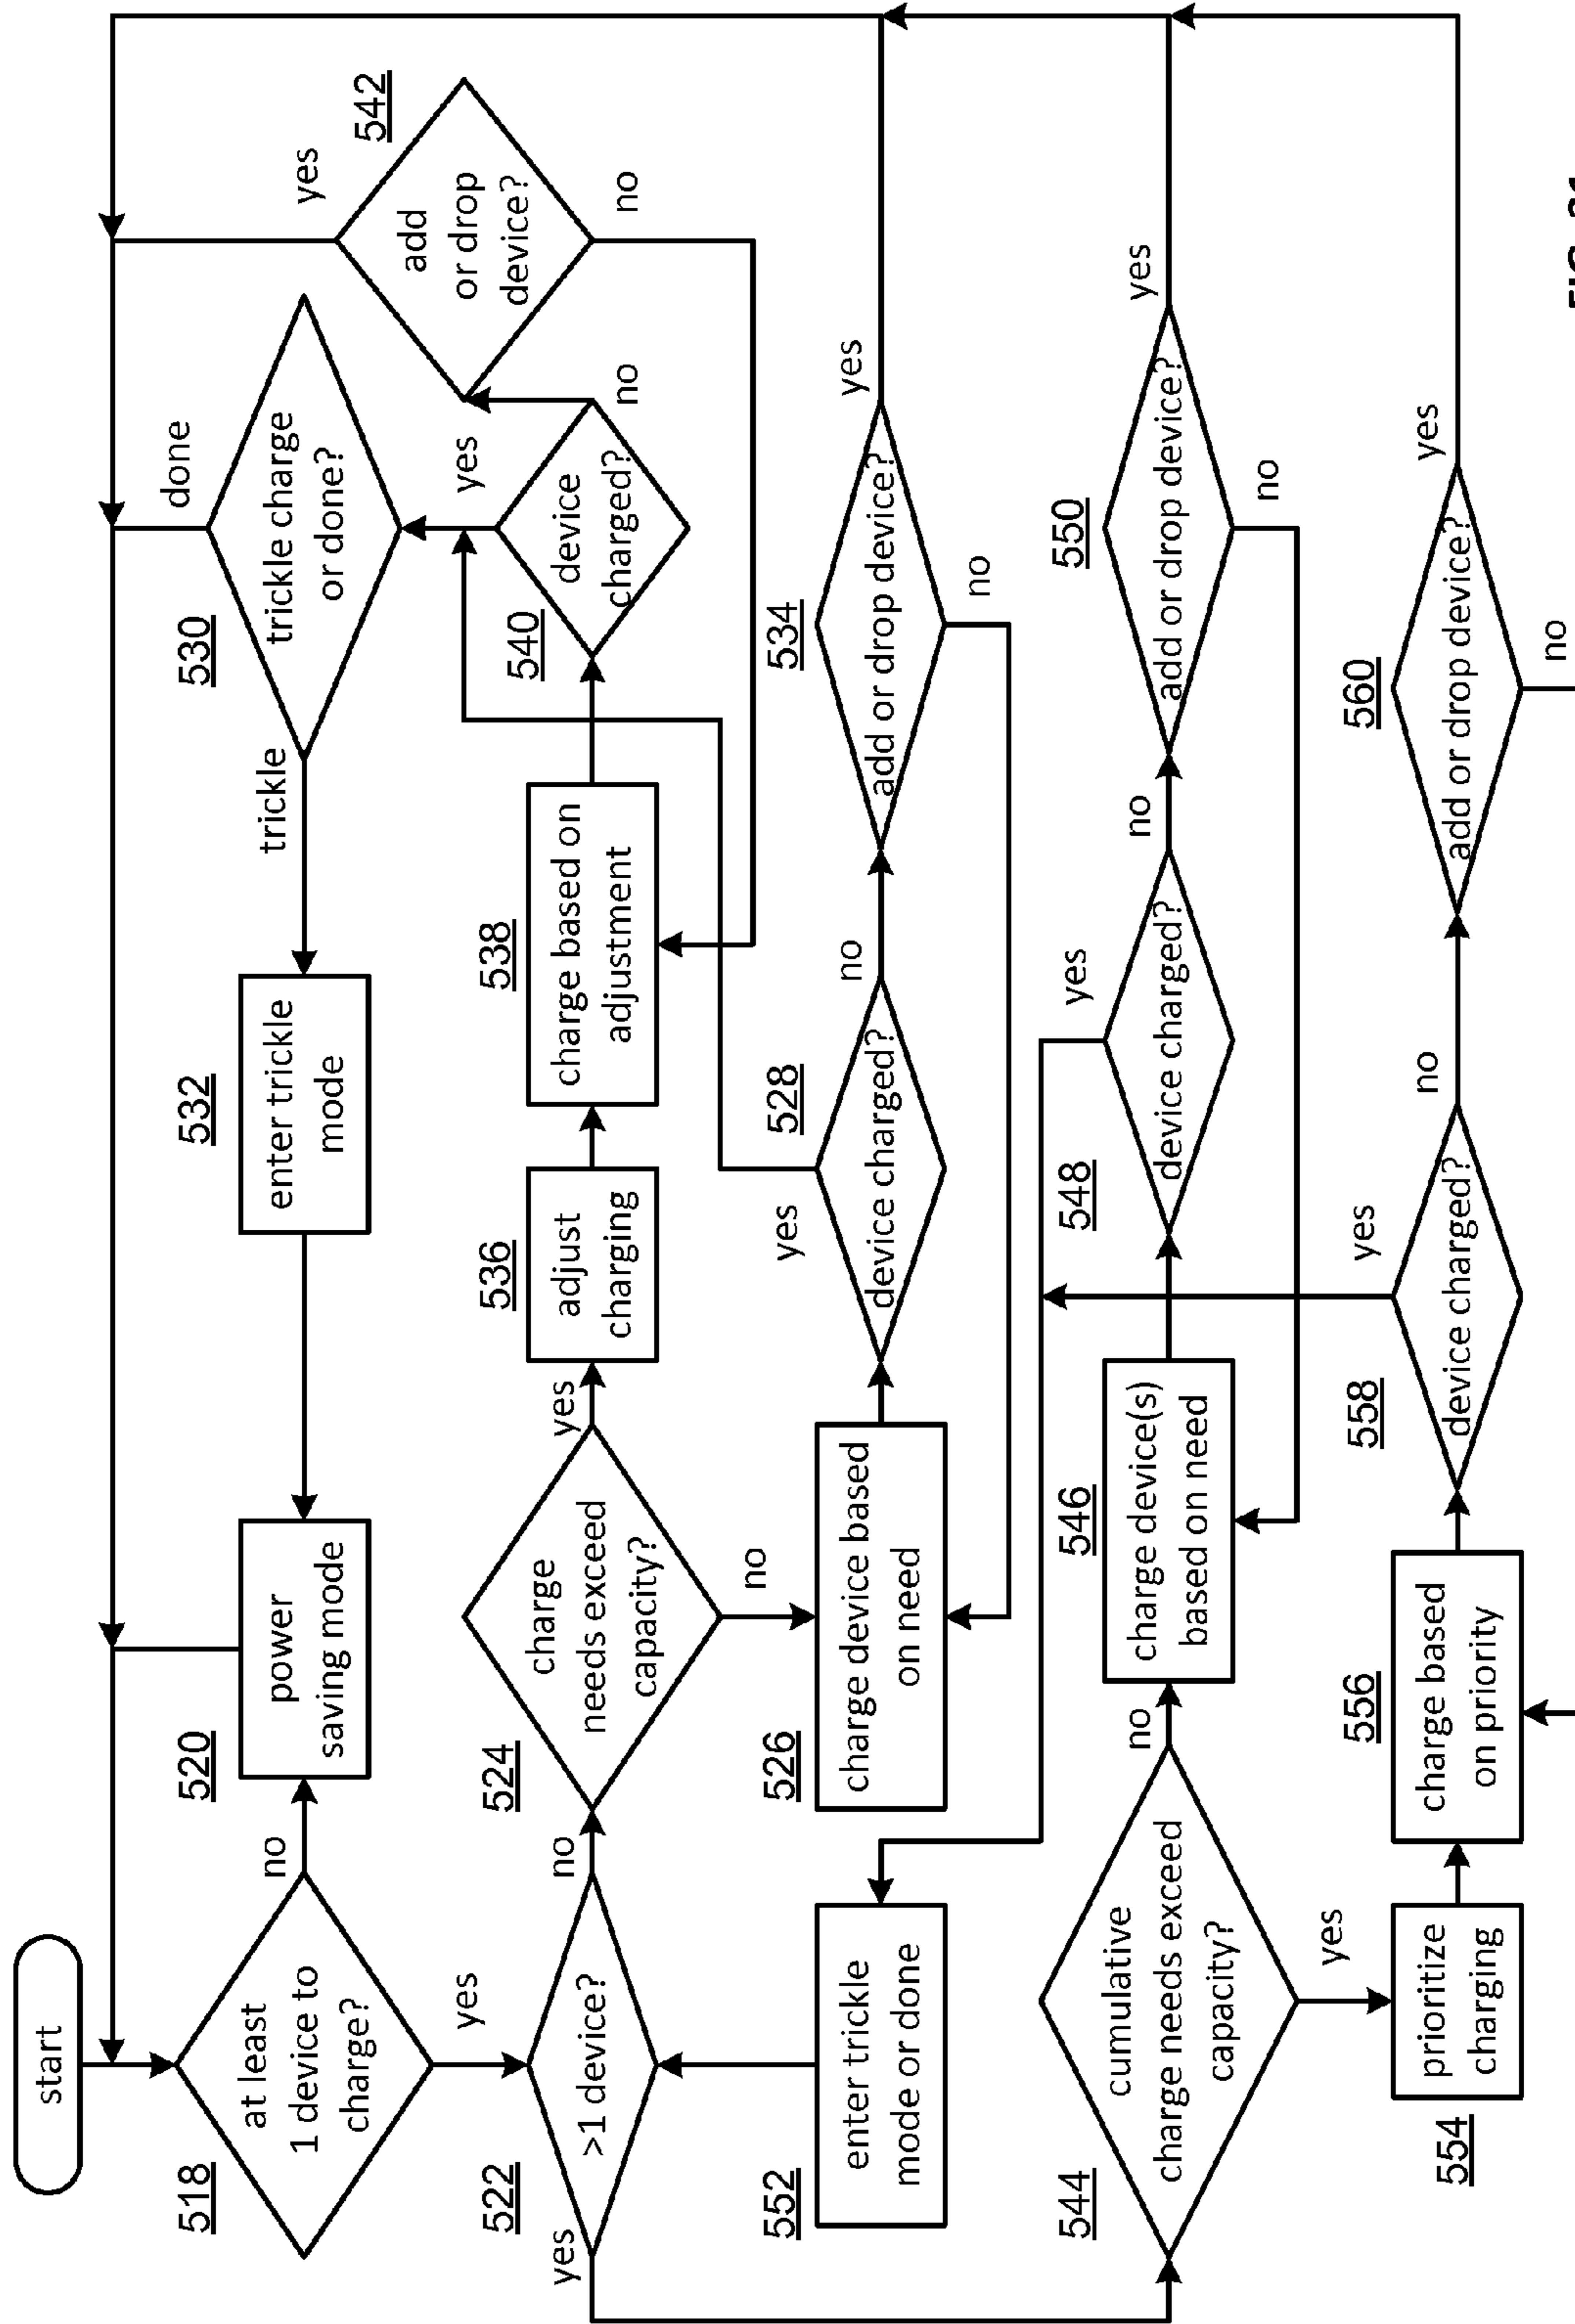 start
518
at least
1 device to
charge?
no
yes
520
power
saving mode
532
enter trickle
mode
trickle
530
trickle charge
or done?
done
yes
542
add
or drop
device?
no
522
>1 device?
yes
no
524
charge
needs exceed
capacity?
yes
no
536
adjust
charging
538
charge based on
adjustment
540
device
charged?
yes
no
552
enter trickle
mode or done
526
charge device based
on need
528
device charged?
yes
no
534
add or drop device?
yes
no
544
cumulative
charge needs exceed
capacity?
no
yes
546
charge device(s)
based on need
548
device charged?
yes
no
550
add or drop device?
yes
no
554
prioritize
charging
556
charge based
on priority
558
device charged?
yes
no
560
add or drop device?
yes
no